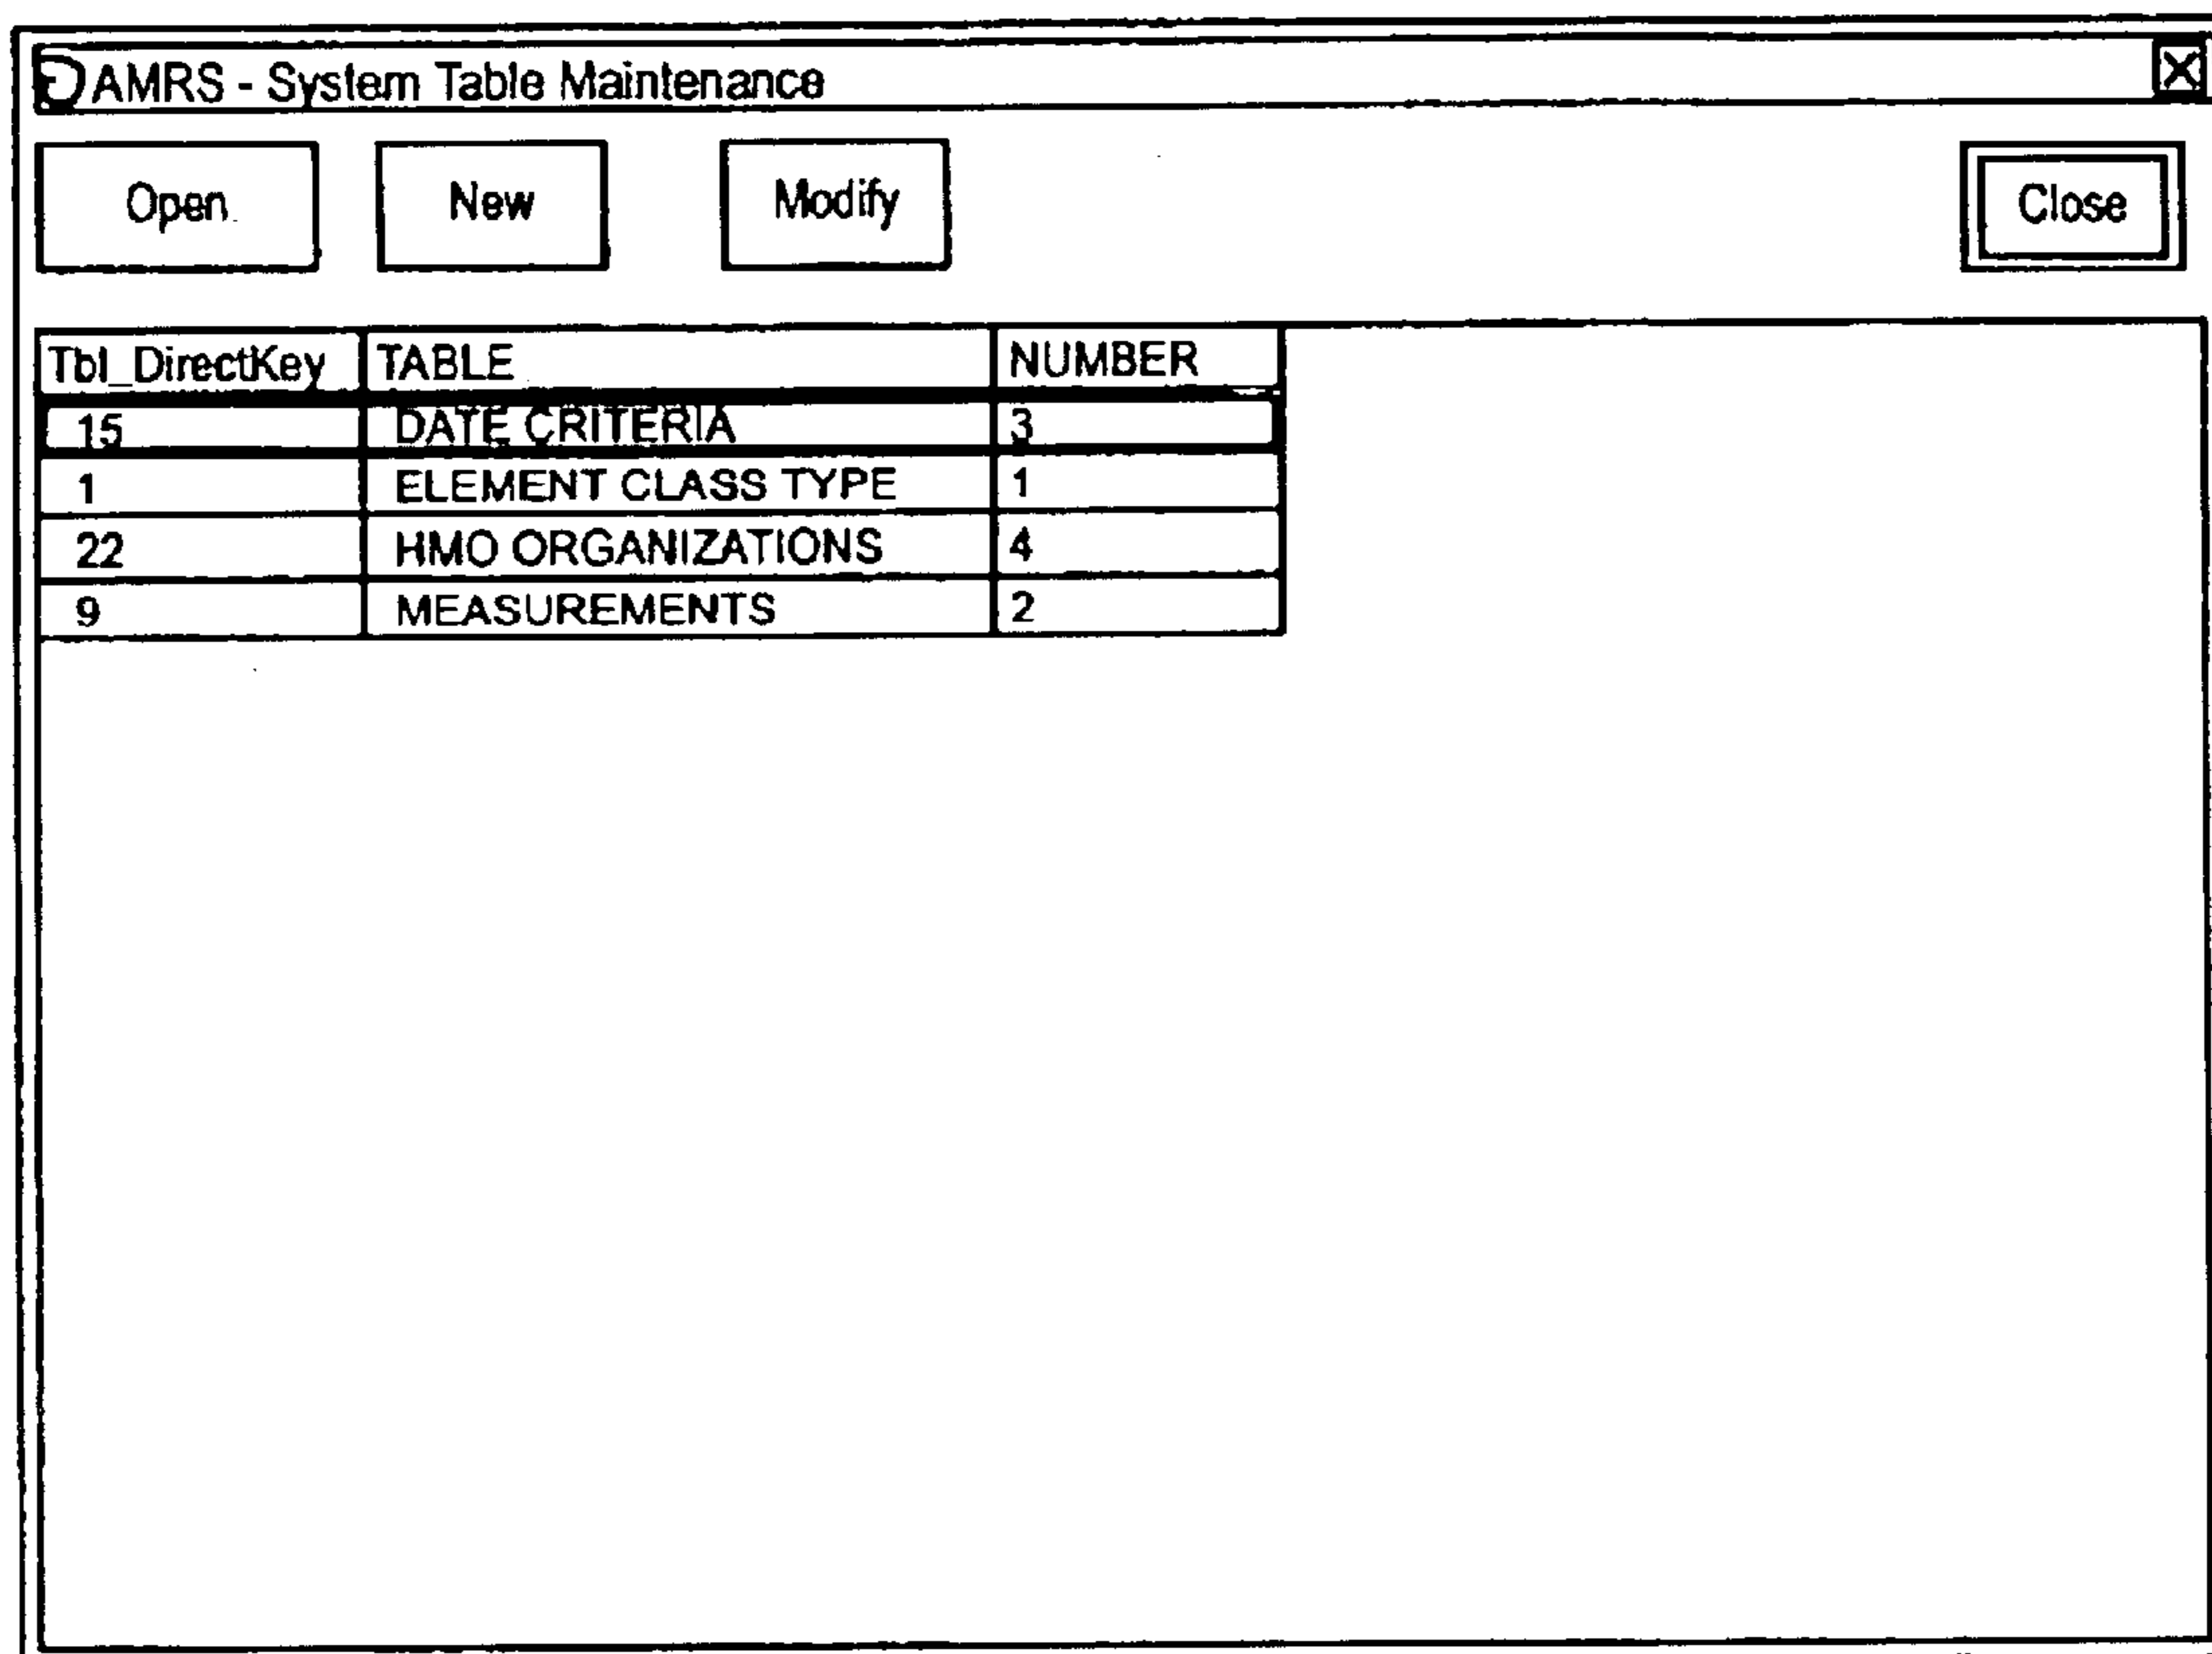 AMRS - System Table Maintenance
Open New Modify Close
Tbl_DirectKey TABLE NUMBER
15 DATE CRITERIA 3
1 ELEMENT CLASS TYPE 1
22 HMO ORGANIZATIONS 4
9 MEASUREMENTS 2